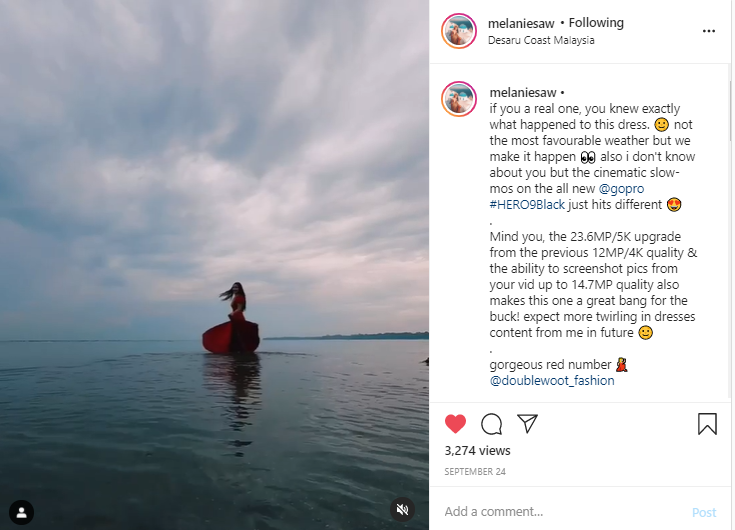 melaniesaw • Following
Desaru Coast Malaysia
melaniesaw •
if you a real one, you knew exactly
what happened to this dress. 🙂 not
the most favourable weather but we
make it happen 👀 also i don't know
about you but the cinematic slow-
mos on the all new @gopro
#HERO9Black just hits different 😍
.
Mind you, the 23.6MP/5K upgrade
from the previous 12MP/4K quality &
the ability to screenshot pics from
your vid up to 14.7MP quality also
makes this one a great bang for the
buck! expect more twirling in dresses
content from me in future 🙂
.
gorgeous red number 💃
@doublewoot_fashion
3,274 views
SEPTEMBER 24
Add a comment...
Post